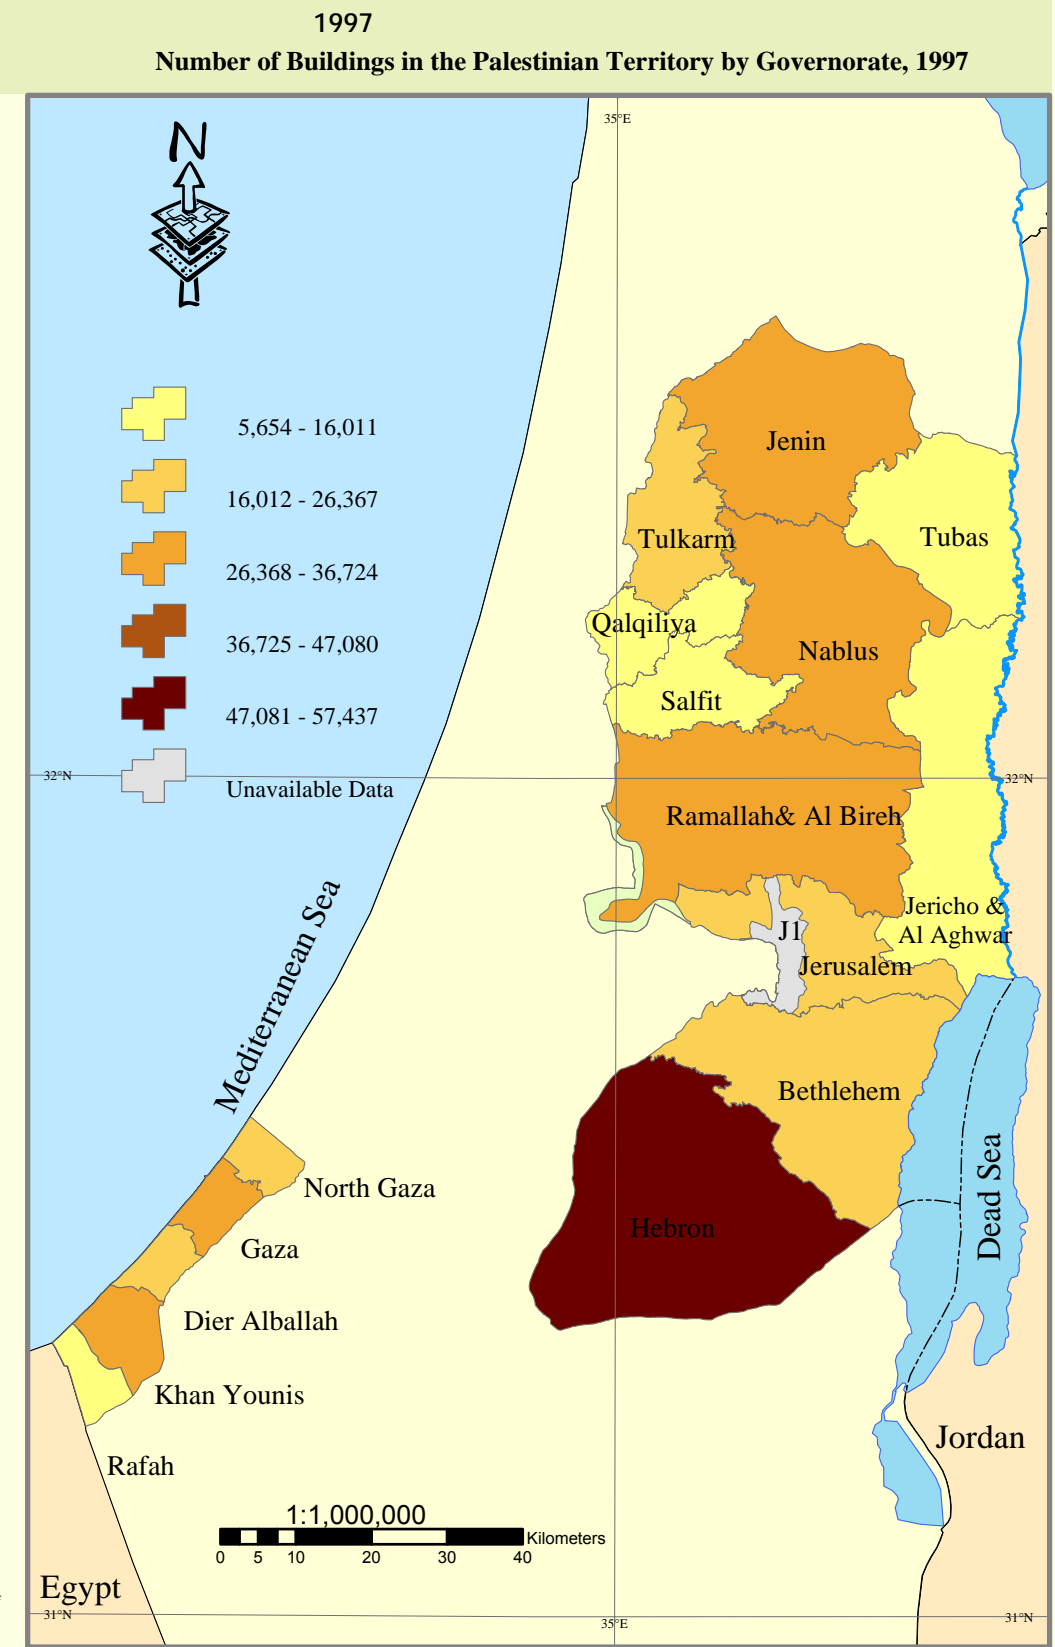 1997
Number of Buildings in the Palestinian Territory by Governorate, 1997
35°E
N
5,654 - 16,011
16,012 - 26,367
26,368 - 36,724
36,725 - 47,080
47,081 - 57,437
Unavailable Data
Jenin
Tulkarm
Tubas
Qalqiliya
Nablus
Salfit
32°N
32°N
Ramallah& Al Bireh
Mediterranean Sea
Jericho &
Al Aghwar
J1
Jerusalem
Bethlehem
Dead Sea
North Gaza
Hebron
Gaza
Dier Alballah
Khan Younis
Rafah
Jordan
1:1,000,000
Kilometers
0 5 10 20 30 40
Egypt
31°N
35°E
31°N